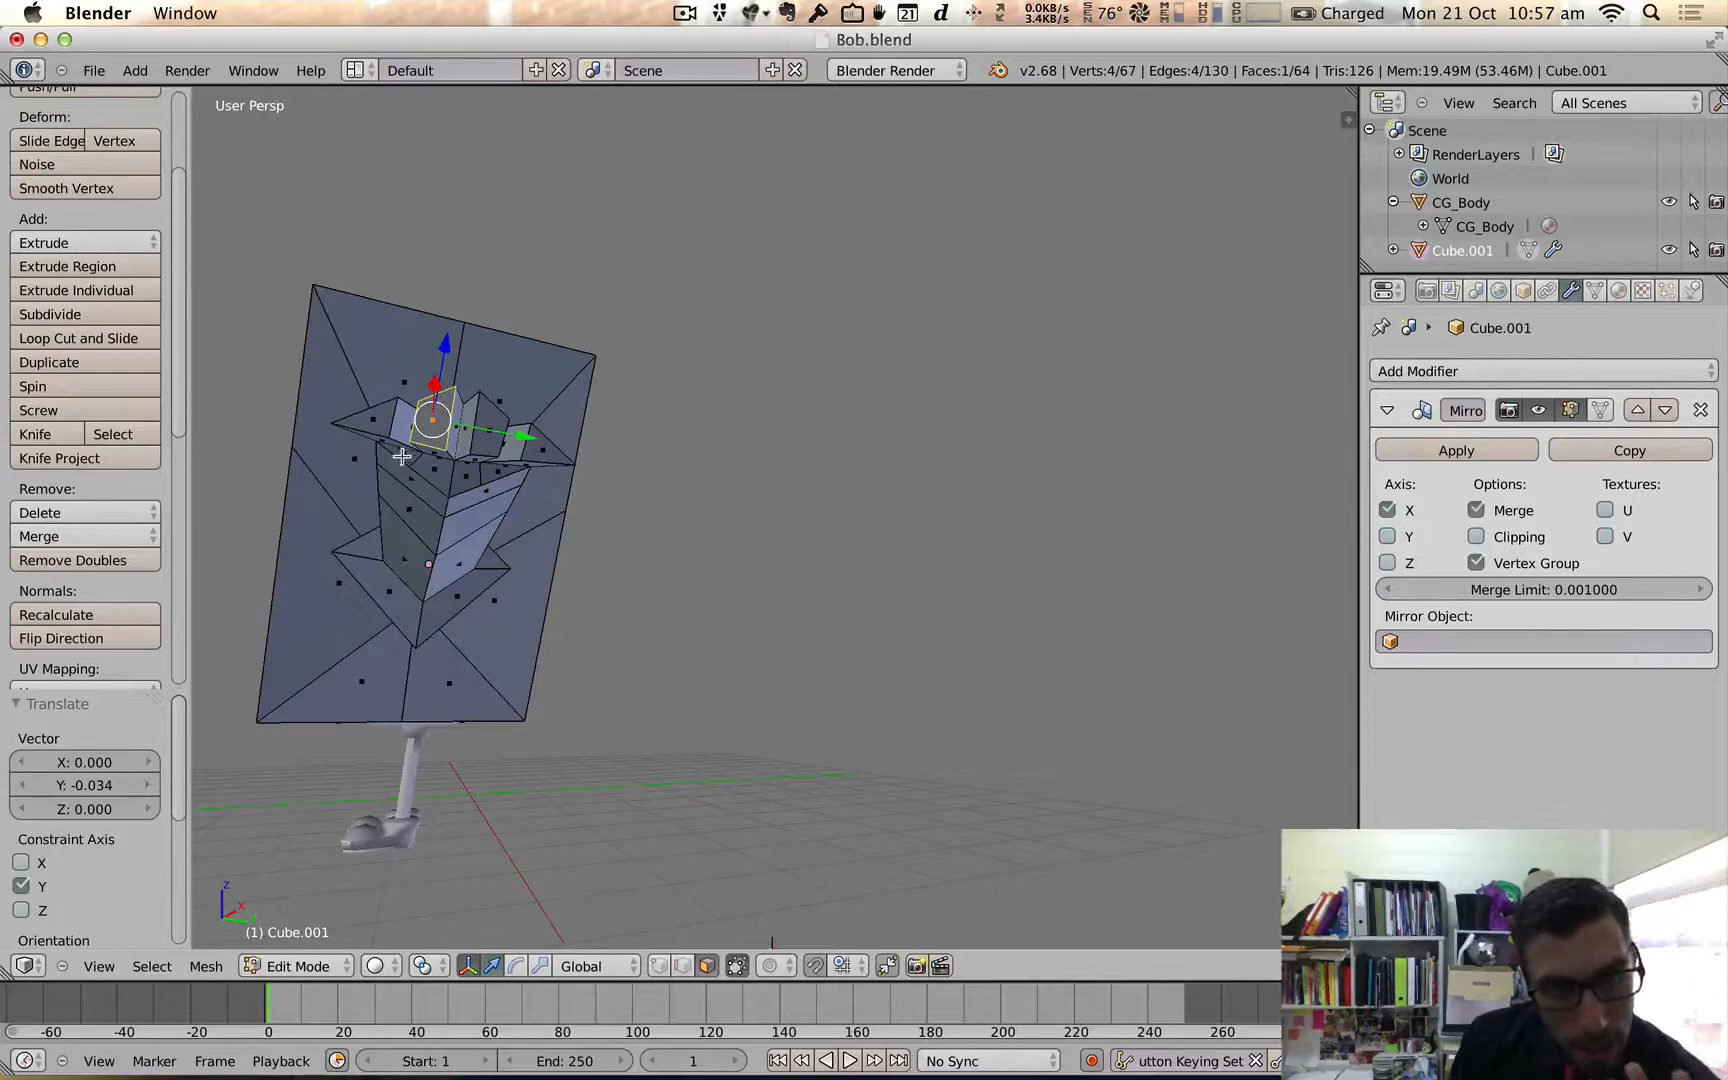 Blender Window 21 d 0.0KB/s 3.4KB/s 76° MEM HD CPU Charged Mon 21 Oct 10:57 am
Bob.blend
File Add Render Window Help Default Scene Blender Render v2.68 | Verts:4/67 | Edges:4/130 | Faces:1/64 | Tris:126 | Mem:19.49M (53.46M) | Cube.001
Push/Pull
Deform:
Slide Edge Vertex
Noise
Smooth Vertex
Add:
Extrude
Extrude Region
Extrude Individual
Subdivide
Loop Cut and Slide
Duplicate
Spin
Screw
Knife Select
Knife Project
Remove:
Delete
Merge
Remove Doubles
Normals:
Recalculate
Flip Direction
UV Mapping:
Translate
Vector
X: 0.000
Y: -0.034
Z: 0.000
Constraint Axis
X
Y
Z
Orientation
User Persp
z
x
(1) Cube.001
View Search All Scenes
Scene
RenderLayers
World
CG_Body
CG_Body
Cube.001
Cube.001
Add Modifier
Mirro
Apply Copy
Axis: Options: Textures:
X Merge U
Y Clipping V
Z Vertex Group
Merge Limit: 0.001000
Mirror Object:
View Select Mesh Edit Mode Global
-60 -40 -20 0 20 40 60 80 100 120 140 160 180 200 220 240 260
View Marker Frame Playback Start: 1 End: 250 1 No Sync utton Keying Set